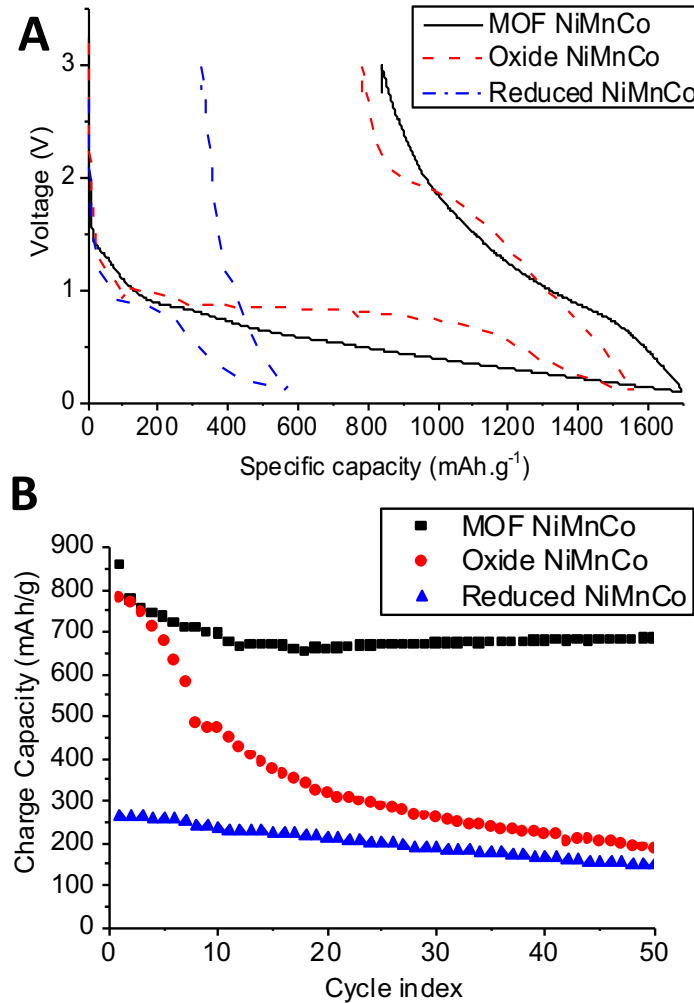 A
MOF NiMnCo
Oxide NiMnCo
Reduced NiMnCo
3
2
1
0
Voltage (V)
0 200 400 600 800 1000 1200 1400 1600
Specific capacity (mAh.g⁻¹)
B
MOF NiMnCo
Oxide NiMnCo
Reduced NiMnCo
900
800
700
600
500
400
300
200
100
0
Charge Capacity (mAh/g)
0 10 20 30 40 50
Cycle index